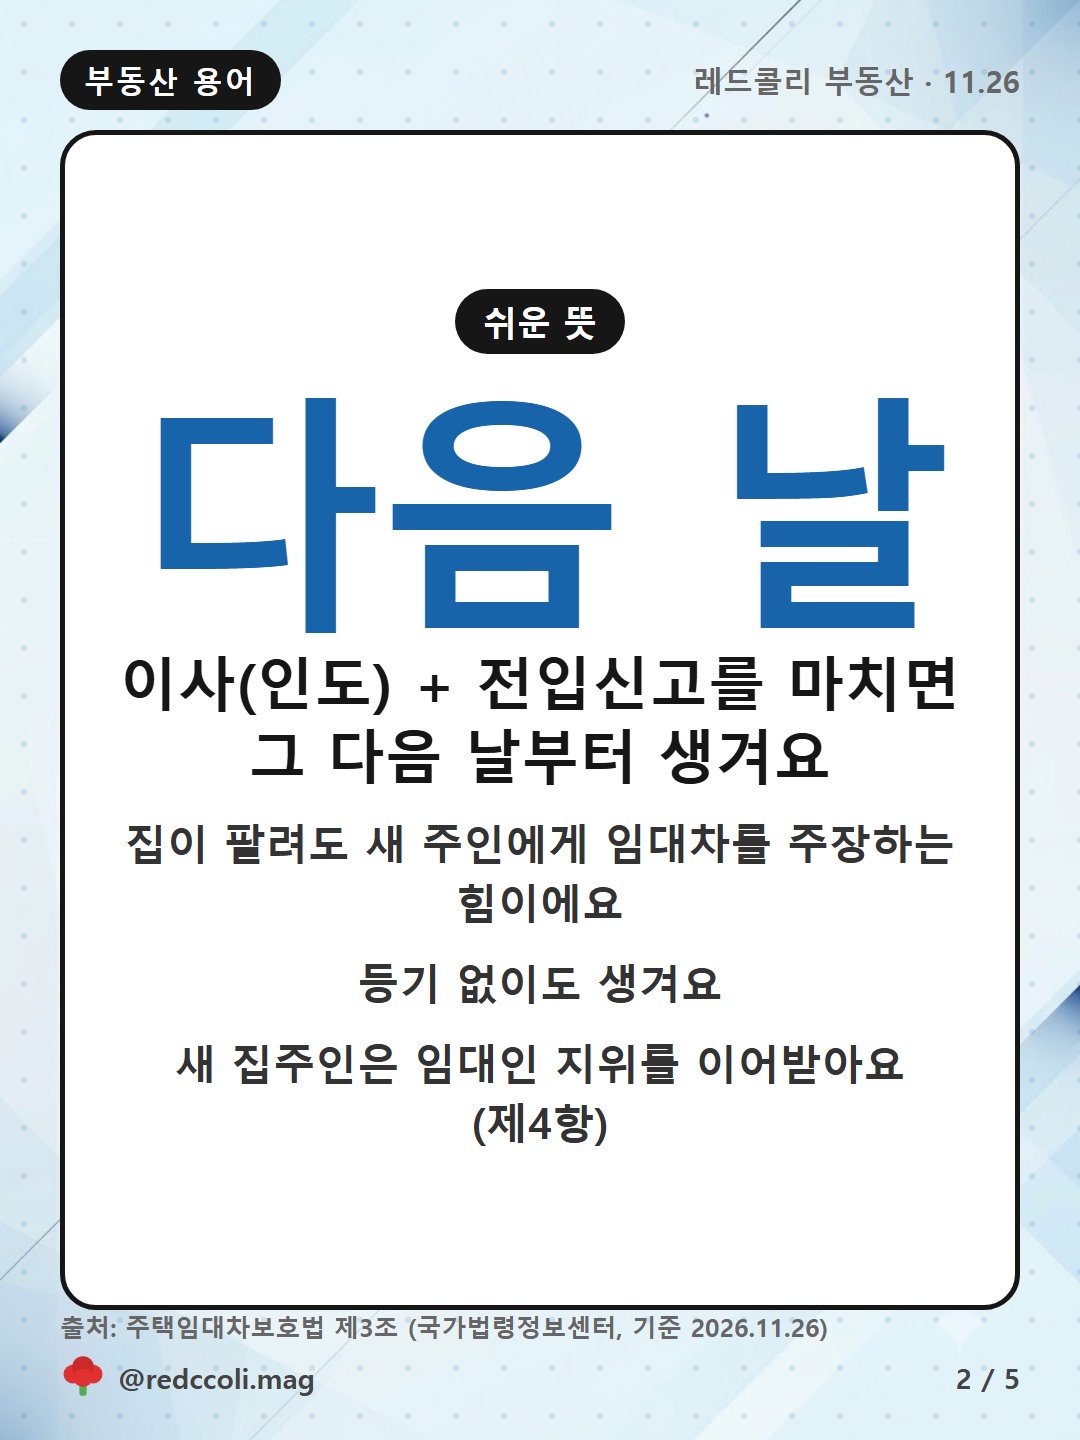 부동산 용어
레드콜리 부동산 · 11.26
쉬운 뜻
다음 날
이사(인도) + 전입신고를 마치면
그 다음 날부터 생겨요
집이 팔려도 새 주인에게 임대차를 주장하는
힘이에요
등기 없이도 생겨요
새 집주인은 임대인 지위를 이어받아요
(제4항)
출처: 주택임대차보호법 제3조 (국가법령정보센터, 기준 2026.11.26)
@redccoli.mag
2 / 5